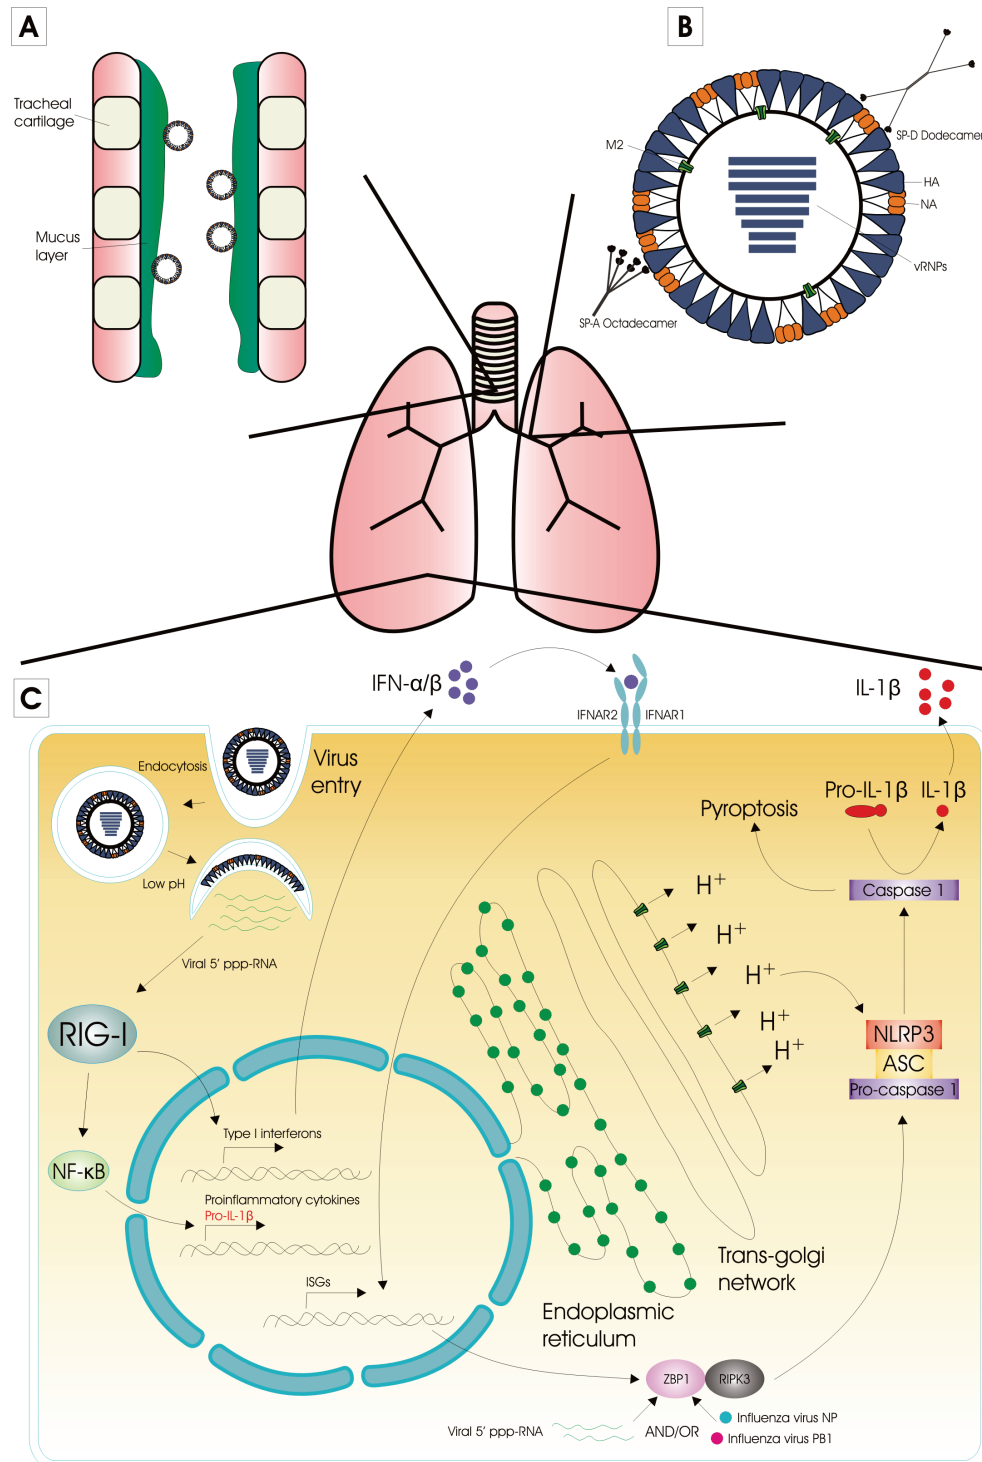 A
B
Tracheal
cartilage
Mucus
layer
M2
SP-D Dodecamer
HA
NA
vRNPs
SP-A Octadecamer
C
IFN-α/β
IFNAR2
IFNAR1
IL-1β
Endocytosis
Virus
entry
Low pH
Viral 5' ppp-RNA
Pyroptosis
Pro-IL-1β
IL-1β
Caspase 1
H+
H+
H+
H+
H+
RIG-I
NLRP3
ASC
Pro-caspase 1
NF-κB
Type I interferons
Proinflammatory cytokines
Pro-IL-1β
ISGs
Trans-golgi
network
Endoplasmic
reticulum
ZBP1
RIPK3
Viral 5' ppp-RNA
AND/OR
Influenza virus NP
Influenza virus PB1